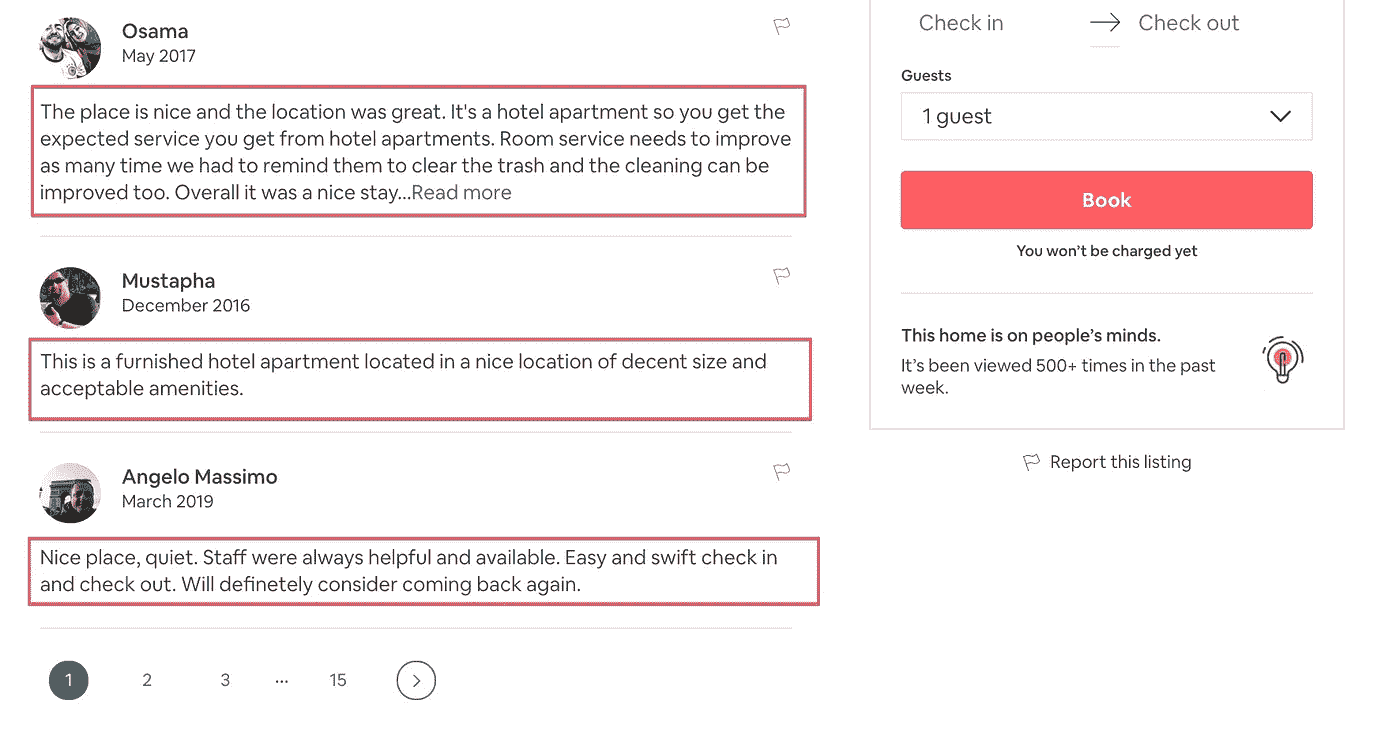 Osama
May 2017
The place is nice and the location was great. It's a hotel apartment so you get the
expected service you get from hotel apartments. Room service needs to improve
as many time we had to remind them to clear the trash and the cleaning can be
improved too. Overall it was a nice stay...Read more
Mustapha
December 2016
This is a furnished hotel apartment located in a nice location of decent size and
acceptable amenities.
Angelo Massimo
March 2019
Nice place, quiet. Staff were always helpful and available. Easy and swift check in
and check out. Will definetely consider coming back again.
1 2 3 ... 15
Check in Check out
Guests
1 guest
Book
You won't be charged yet
This home is on people's minds.
It's been viewed 500+ times in the past
week.
Report this listing